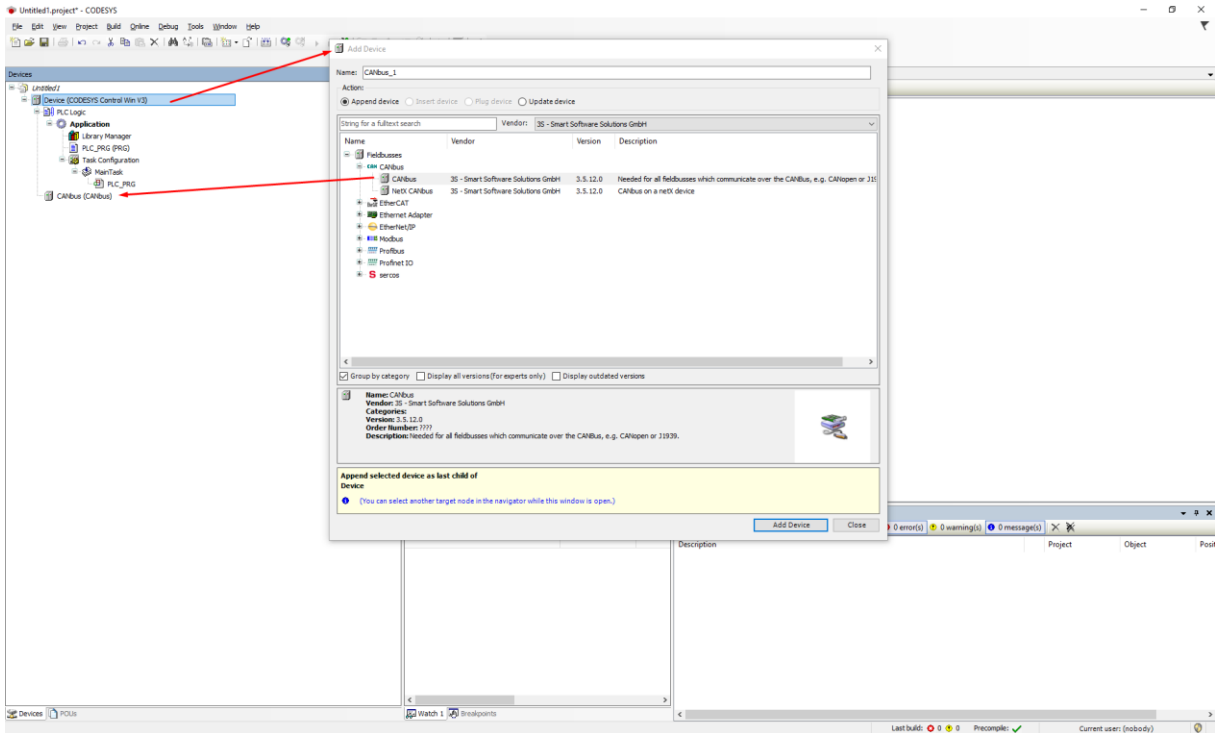 Untitled1.project* - CODESYS
File Edit View Project Build Online Debug Tools Window Help
Devices
Untitled1
Device (CODESYS Control Win V3)
PLC Logic
Application
Library Manager
PLC_PRG (PRG)
Task Configuration
MainTask
PLC_PRG
CANbus (CANbus)
Add Device
Name: CANbus_1
Action:
Append device Insert device Plug device Update device
String for a fulltext search Vendor: 3S - Smart Software Solutions GmbH
Name Vendor Version Description
Fieldbusses
CAN CANbus
CANbus 3S - Smart Software Solutions GmbH 3.5.12.0 Needed for all fieldbusses which communicate over the CANBus, e.g. CANopen or J19
NetX CANbus 3S - Smart Software Solutions GmbH 3.5.12.0 CANbus on a netX device
EtherCAT
Ethernet Adapter
EtherNet/IP
Modbus
Profibus
Profinet IO
S sercos
Group by category Display all versions(for experts only) Display outdated versions
Name: CANbus
Vendor: 3S - Smart Software Solutions GmbH
Categories:
Version: 3.5.12.0
Order Number: ????
Description: Needed for all fieldbusses which communicate over the CANBus, e.g. CANopen or J1939.
Append selected device as last child of
Device
(You can select another target node in the navigator while this window is open.)
Add Device Close
0 error(s) 0 warning(s) 0 message(s)
Description Project Object Posit
Devices POUs
Watch 1 Breakpoints
Last build: 0 0 Precompile: Current user: (nobody)